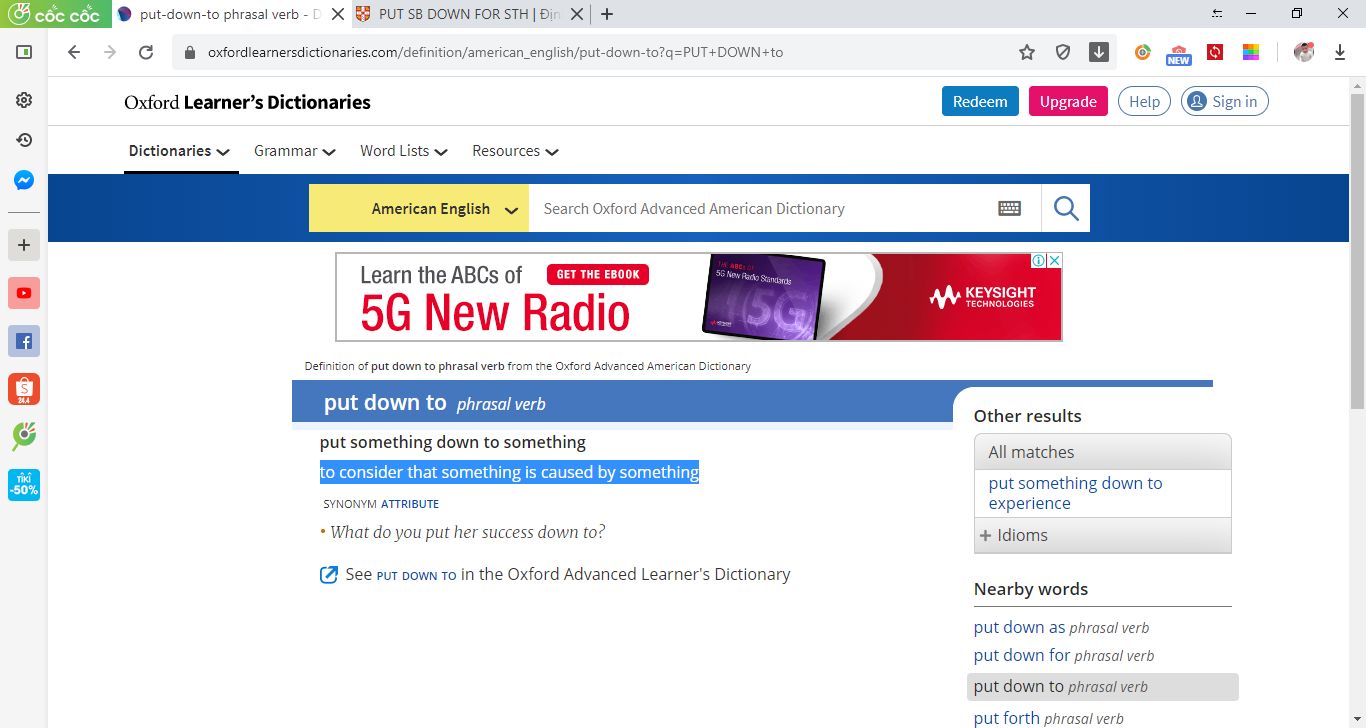 cốc cốc
put-down-to phrasal verb - D
PUT SB DOWN FOR STH | Địn
oxfordlearnersdictionaries.com/definition/american_english/put-down-to?q=PUT+DOWN+to
NEW
Oxford Learner's Dictionaries
Redeem
Upgrade
Help
Sign in
Dictionaries
Grammar
Word Lists
Resources
American English
Search Oxford Advanced American Dictionary
Learn the ABCs of
GET THE EBOOK
5G New Radio
THE ABCs OF
5G New Radio Standards
5G
KEYSIGHT
TECHNOLOGIES
Definition of put down to phrasal verb from the Oxford Advanced American Dictionary
put down to phrasal verb
put something down to something
to consider that something is caused by something
SYNONYM ATTRIBUTE
• What do you put her success down to?
See PUT DOWN TO in the Oxford Advanced Learner's Dictionary
Other results
All matches
put something down to
experience
+ Idioms
Nearby words
put down as phrasal verb
put down for phrasal verb
put down to phrasal verb
put forth phrasal verb
S
24.4
TIKI
-50%